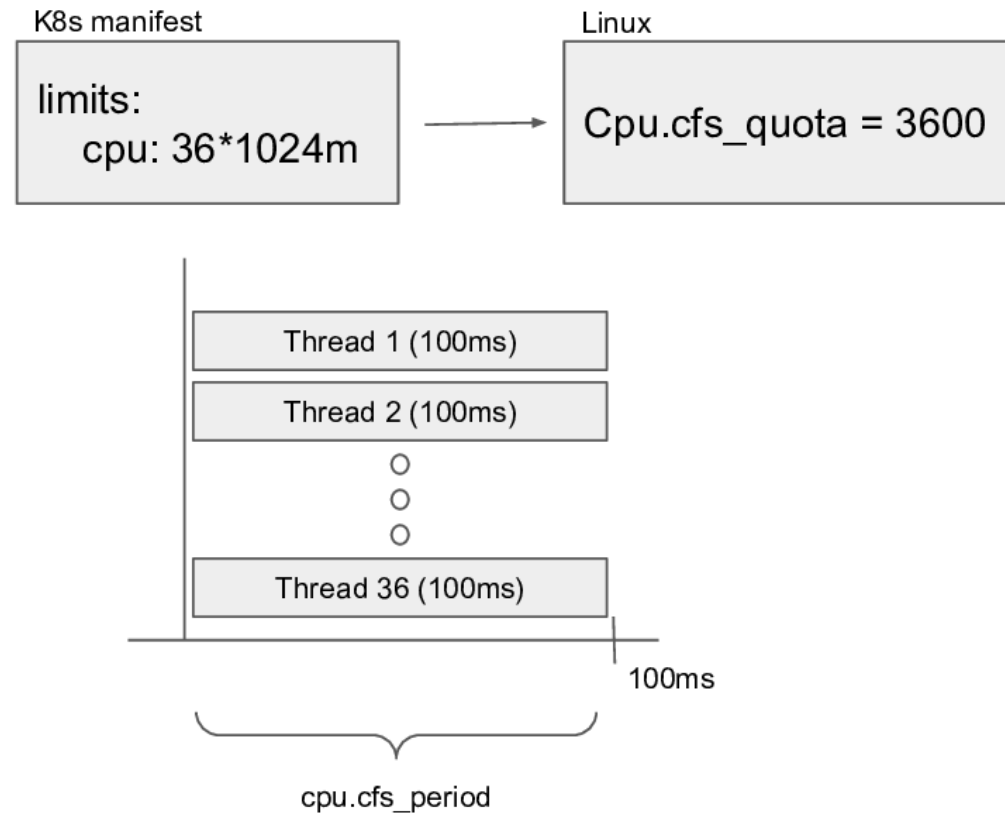 K8s manifest
limits:
cpu: 36*1024m
Linux
Cpu.cfs_quota = 3600
Thread 1 (100ms)
Thread 2 (100ms)
Thread 36 (100ms)
100ms
cpu.cfs_period